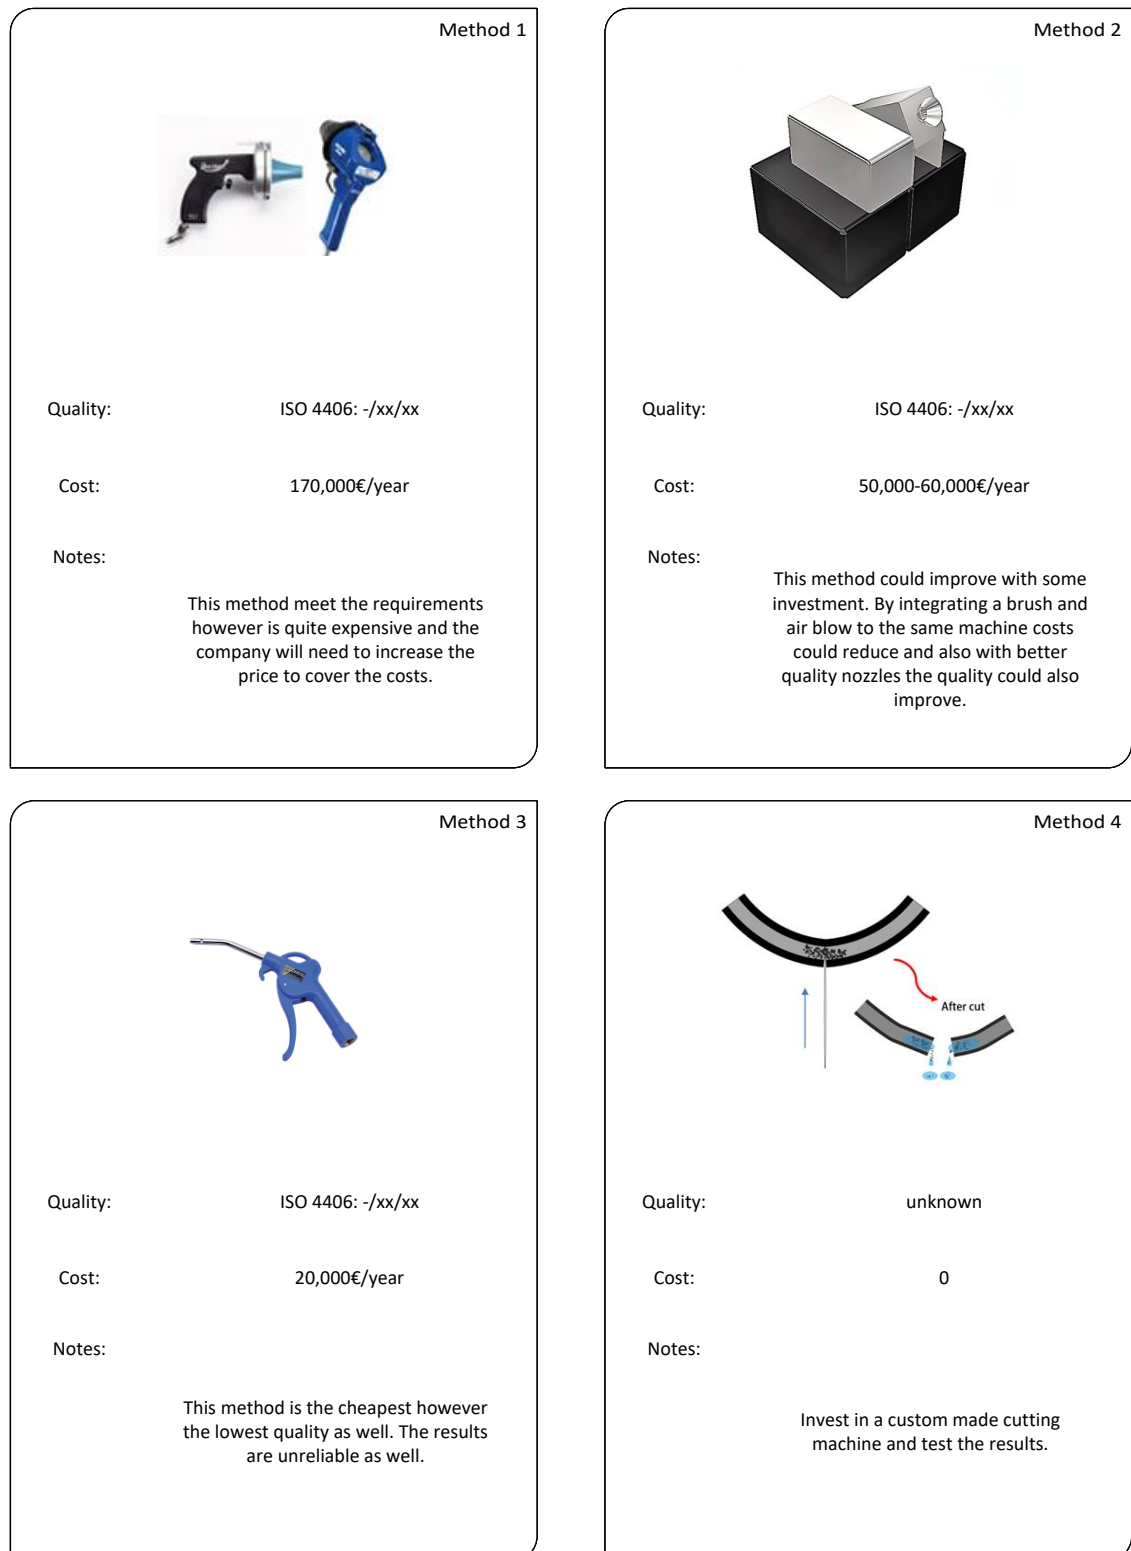 Method 1
Quality:
ISO 4406: -/xx/xx
Cost:
170,000€/year
Notes:
This method meet the requirements
however is quite expensive and the
company will need to increase the
price to cover the costs.
Method 2
Quality:
ISO 4406: -/xx/xx
Cost:
50,000-60,000€/year
Notes:
This method could improve with some
investment. By integrating a brush and
air blow to the same machine costs
could reduce and also with better
quality nozzles the quality could also
improve.
Method 3
Quality:
ISO 4406: -/xx/xx
Cost:
20,000€/year
Notes:
This method is the cheapest however
the lowest quality as well. The results
are unreliable as well.
Method 4
After cut
Quality:
unknown
Cost:
0
Notes:
Invest in a custom made cutting
machine and test the results.